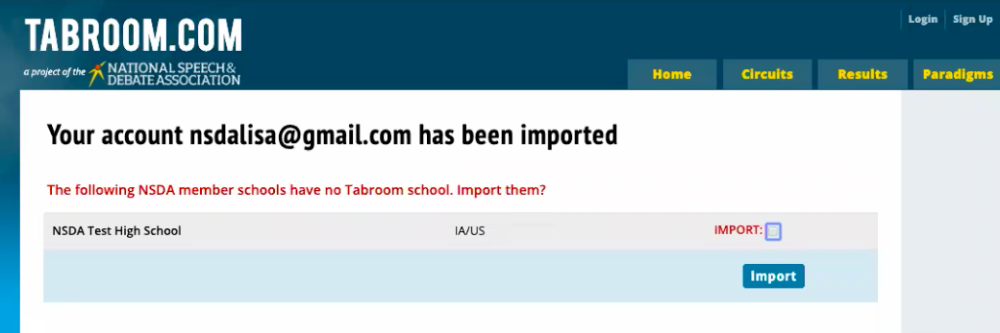 Login Sign Up
TABROOM.COM
a project of the NATIONAL SPEECH &
DEBATE ASSOCIATION
Home Circuits Results Paradigms
Your account nsdalisa@gmail.com has been imported
The following NSDA member schools have no Tabroom school. Import them?
NSDA Test High School IA/US IMPORT:
Import